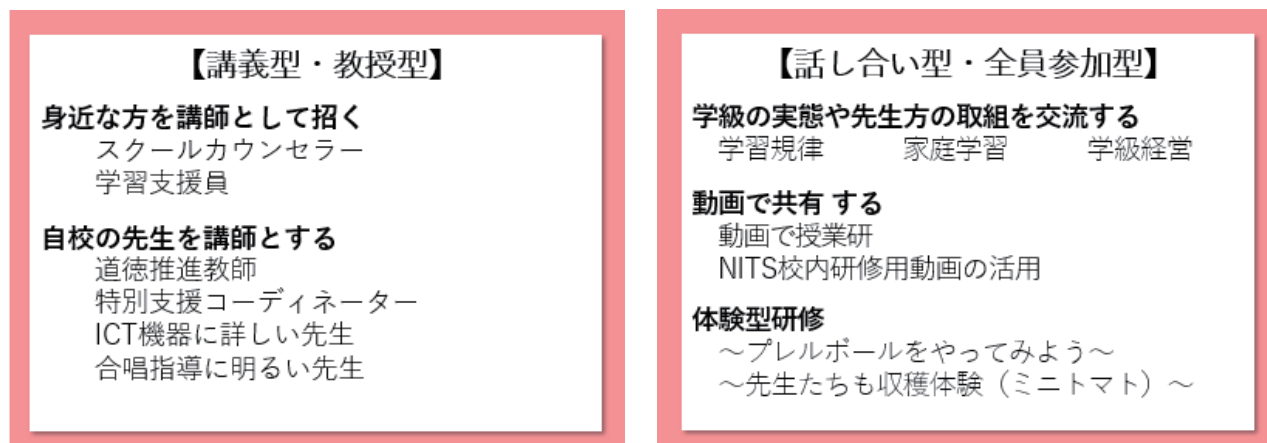 【講義型・教授型】
身近な方を講師として招く
スクールカウンセラー
学習支援員
自校の先生を講師とする
道徳推進教師
特別支援コーディネーター
ICT機器に詳しい先生
合唱指導に明るい先生
【話し合い型・全員参加型】
学級の実態や先生方の取組を交流する
学習規律　家庭学習　学級経営
動画で共有 する
動画で授業研
NITS校内研修用動画の活用
体験型研修
～プレルボールをやってみよう～
～先生たちも収穫体験（ミニトマト）～